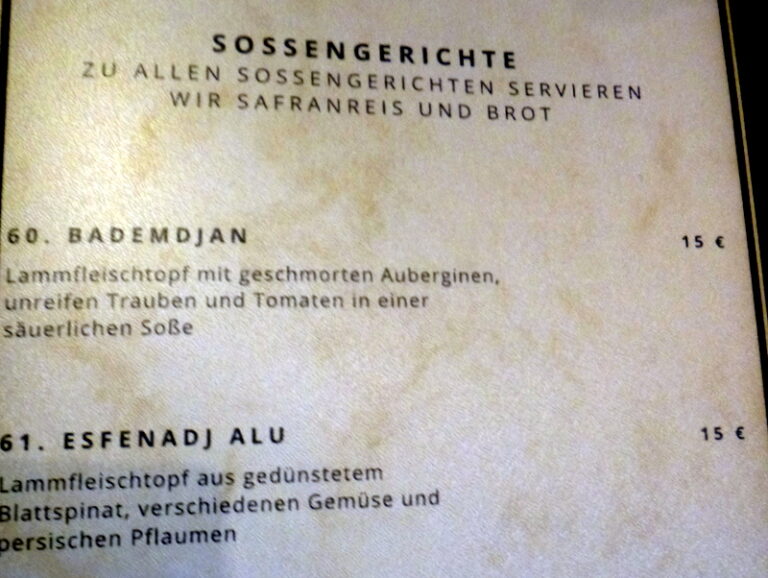 SOSSENGERICHTE
ZU ALLEN SOSSENGERICHTEN SERVIEREN
WIR SAFRANREIS UND BROT
60. BADEMDJAN 15 €
Lammfleischtopf mit geschmorten Auberginen,
unreifen Trauben und Tomaten in einer
säuerlichen Soße
61. ESFENADJ ALU 15 €
Lammfleischtopf aus gedünstetem
Blattspinat, verschiedenen Gemüse und
persischen Pflaumen